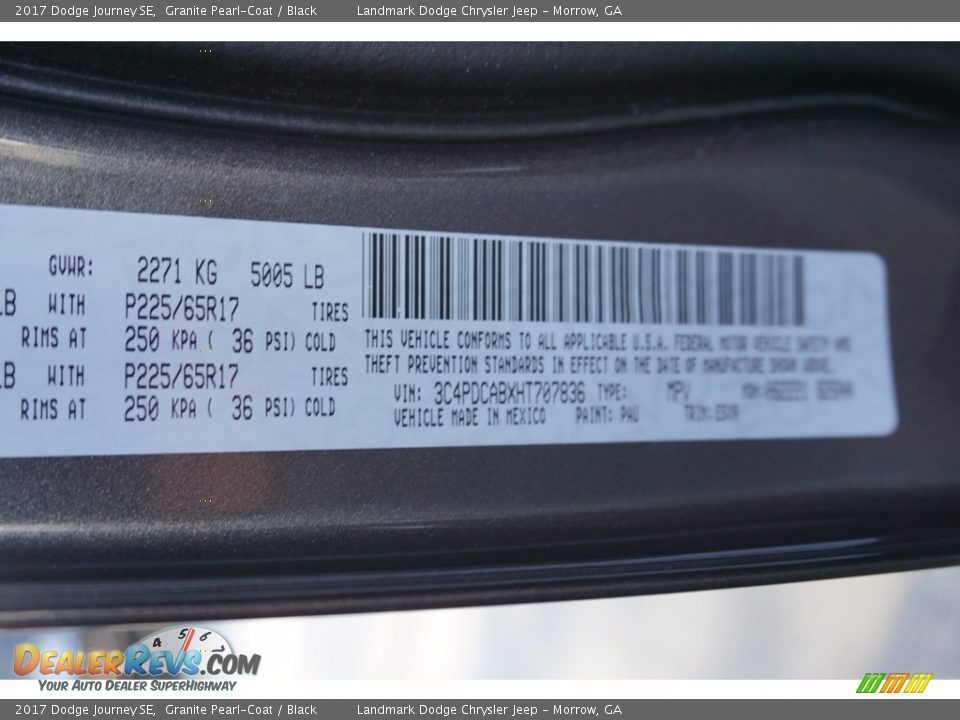 2017 Dodge Journey SE, Granite Pearl-Coat / Black Landmark Dodge Chrysler Jeep - Morrow, GA
GVWR: 2271 KG 5005 LB
LB WITH P225/65R17 TIRES
RIMS AT 250 KPA ( 36 PSI) COLD
LB WITH P225/65R17 TIRES
RIMS AT 250 KPA ( 36 PSI) COLD
THIS VEHICLE CONFORMS TO ALL APPLICABLE U.S.A. FEDERAL MOTOR VEHICLE SAFETY AND
THEFT PREVENTION STANDARDS IN EFFECT ON THE DATE OF MANUFACTURE SHOWN ABOVE.
VIN: 3C4PDCABXHT707836 TYPE: MPV MDH:
VEHICLE MADE IN MEXICO PAINT: PAU TRIM:
4 5 6
DealerRevs.com
Your Auto Dealer SuperHighway
2017 Dodge Journey SE, Granite Pearl-Coat / Black Landmark Dodge Chrysler Jeep - Morrow, GA